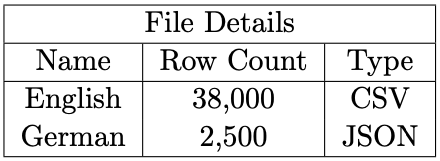 File Details
Name Row Count Type
English 38,000 CSV
German 2,500 JSON